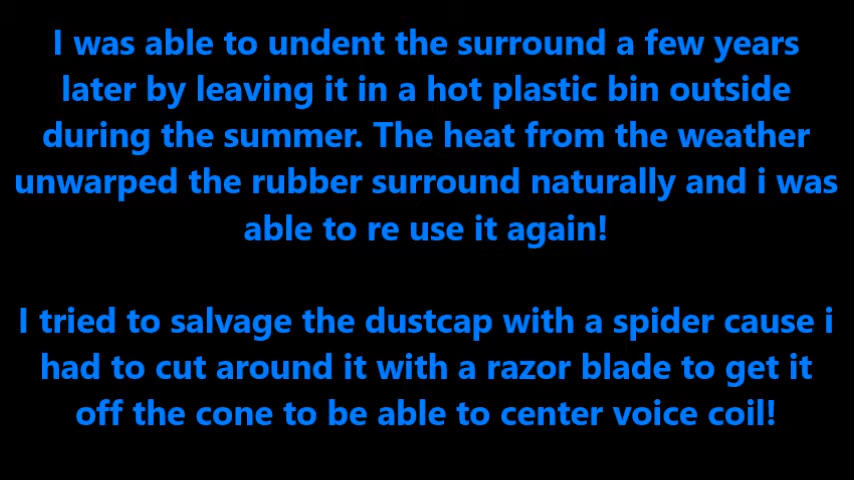 I was able to undent the surround a few years
later by leaving it in a hot plastic bin outside
during the summer. The heat from the weather
unwarped the rubber surround naturally and i was
able to re use it again!
I tried to salvage the dustcap with a spider cause i
had to cut around it with a razor blade to get it
off the cone to be able to center voice coil!